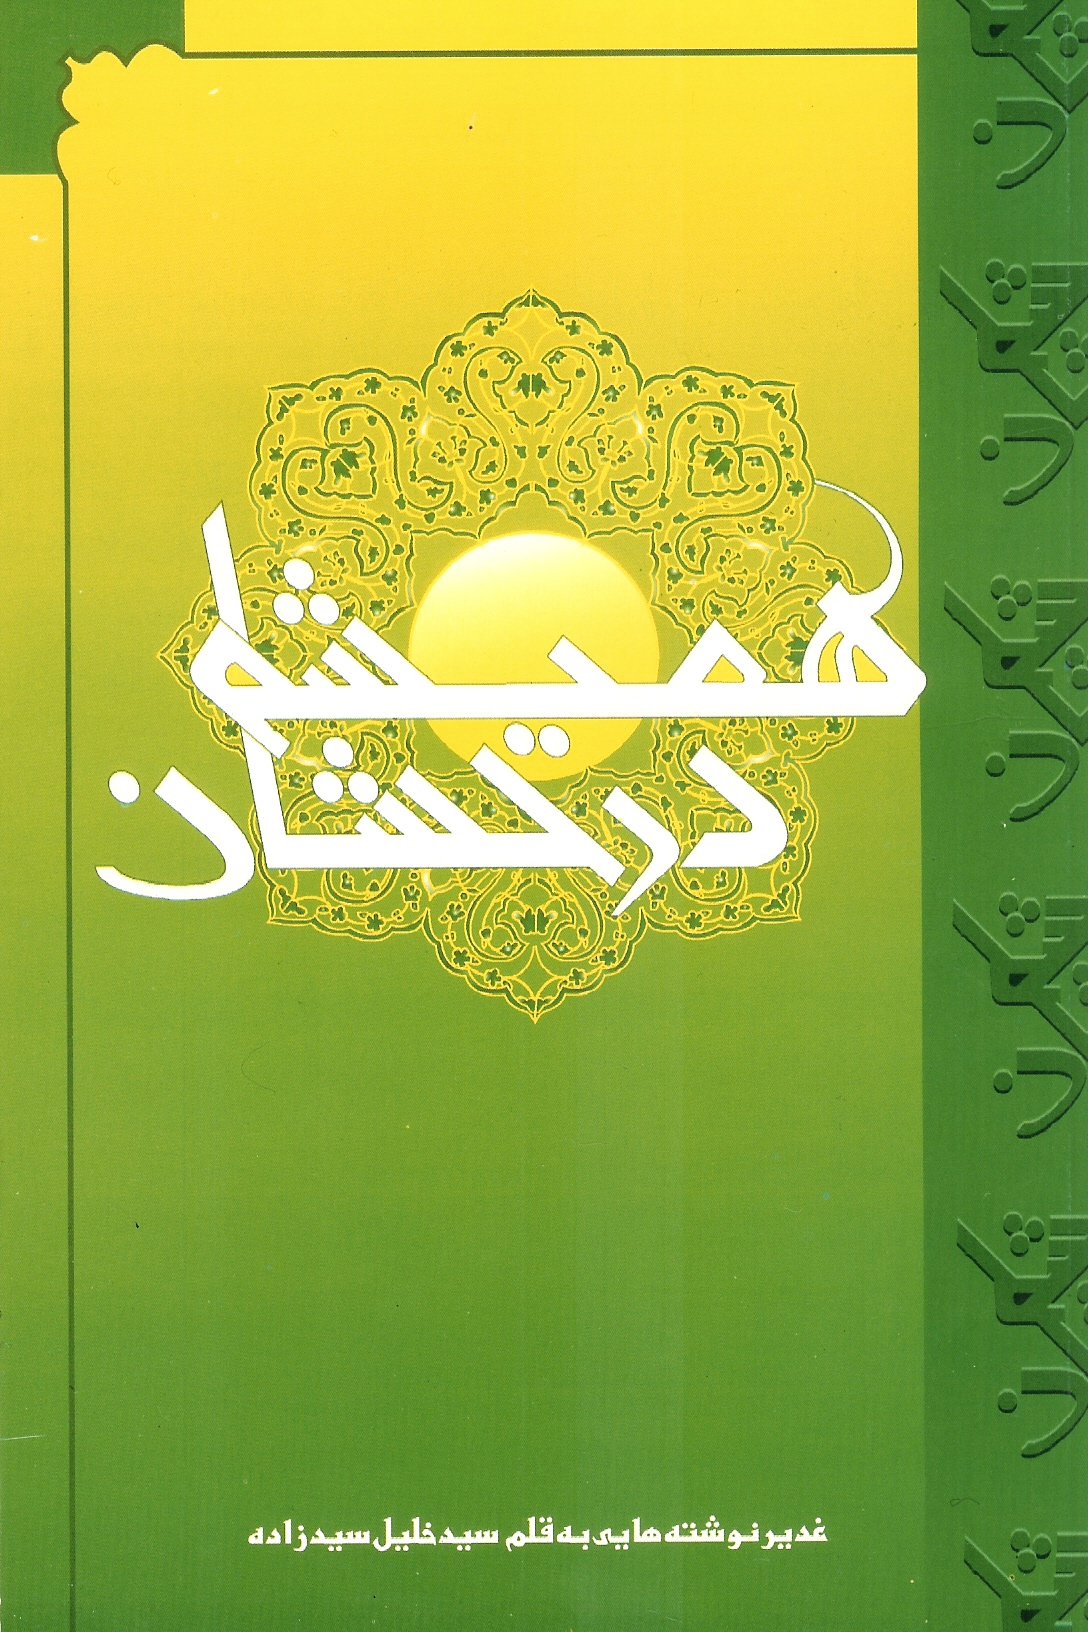 همیشه
درخشان
غدیر نوشته هایی به قلم سید خلیل سیدزاده